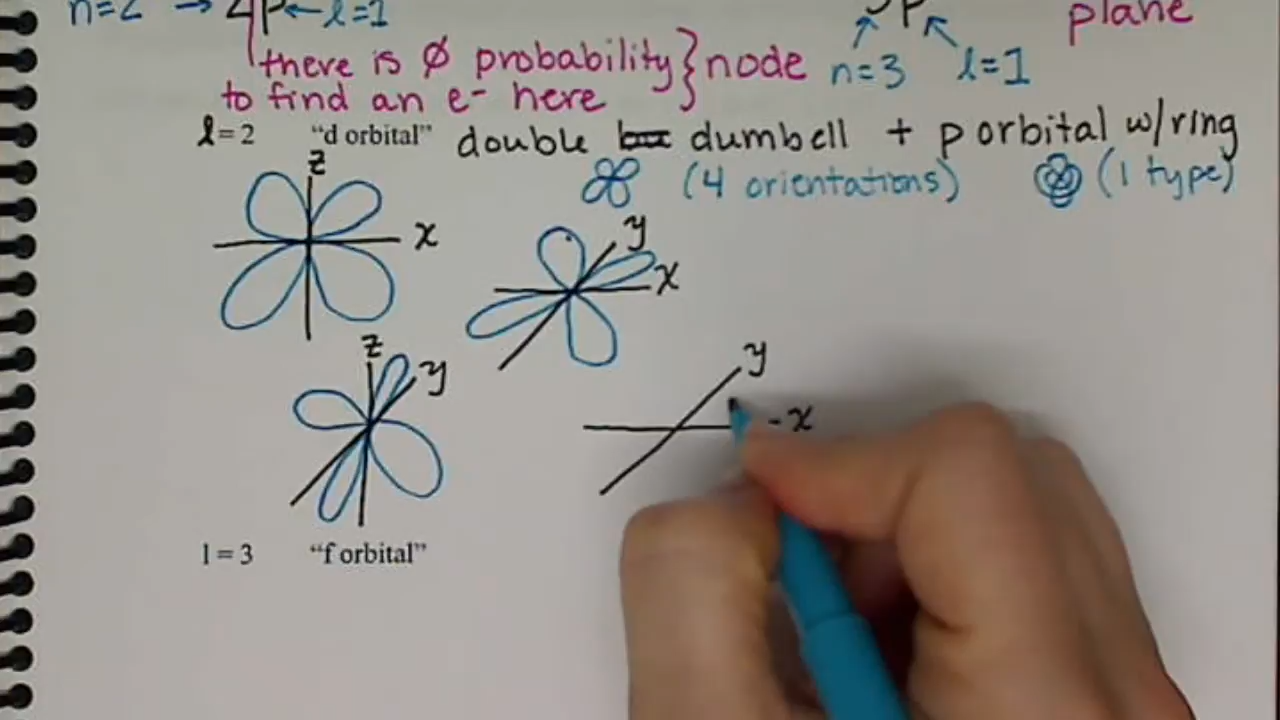 n=2 → 2p ← l=1
3p
plane
there is ∅ probability } node
n=3 l=1
to find an e- here
l = 2 "d orbital" double dumbell + p orbital w/ring
(4 orientations) (1 type)
z
x
y
x
z
y
y
-x
l = 3 "f orbital"